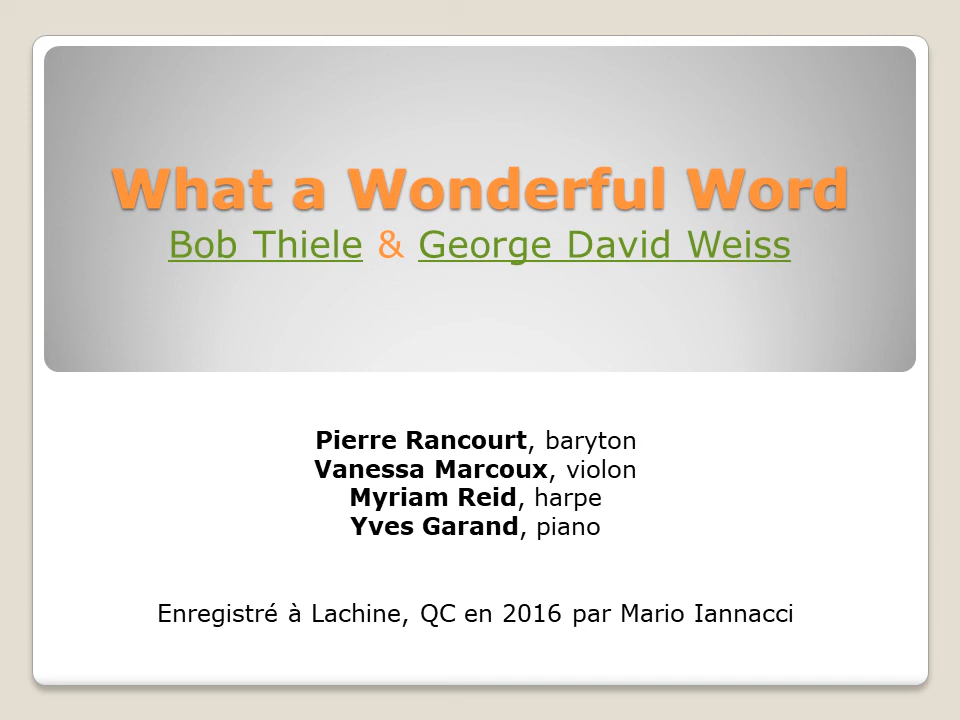 What a Wonderful Word
Bob Thiele & George David Weiss
Pierre Rancourt, baryton
Vanessa Marcoux, violon
Myriam Reid, harpe
Yves Garand, piano
Enregistré à Lachine, QC en 2016 par Mario Iannacci